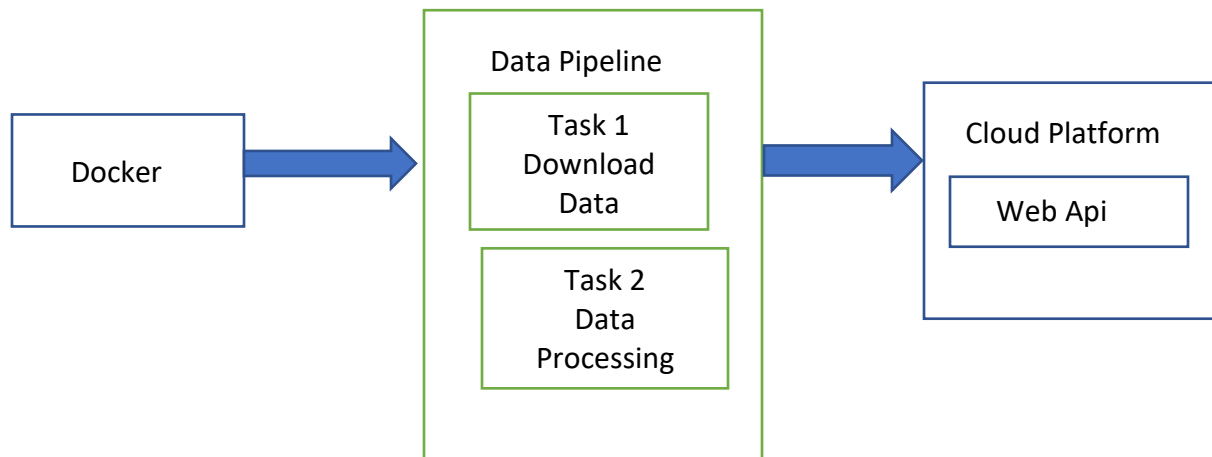 Docker
Data Pipeline
Task 1
Download
Data
Task 2
Data
Processing
Cloud Platform
Web Api